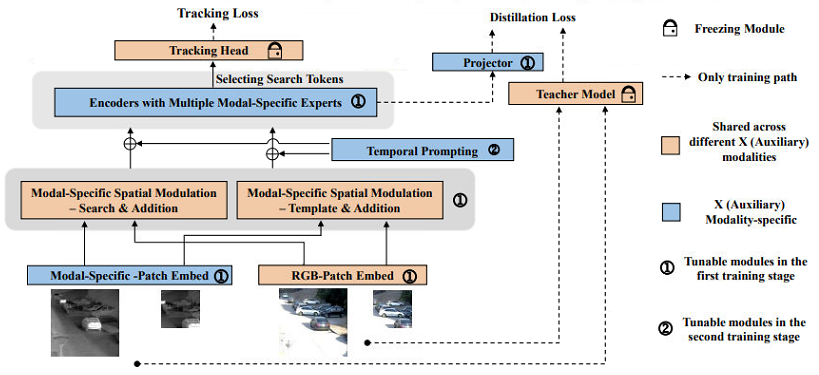 Tracking Loss
Distillation Loss
Tracking Head
Selecting Search Tokens
Projector ①
Encoders with Multiple Modal-Specific Experts ①
Teacher Model
Temporal Prompting ②
Modal-Specific Spatial Modulation
– Search & Addition
Modal-Specific Spatial Modulation
– Template & Addition
①
Modal-Specific -Patch Embed ①
RGB-Patch Embed ①
Freezing Module
Only training path
Shared across
different X (Auxiliary)
modalities
X (Auxiliary)
Modality-specific
① Tunable modules in the
first training stage
② Tunable modules in the
second training stage